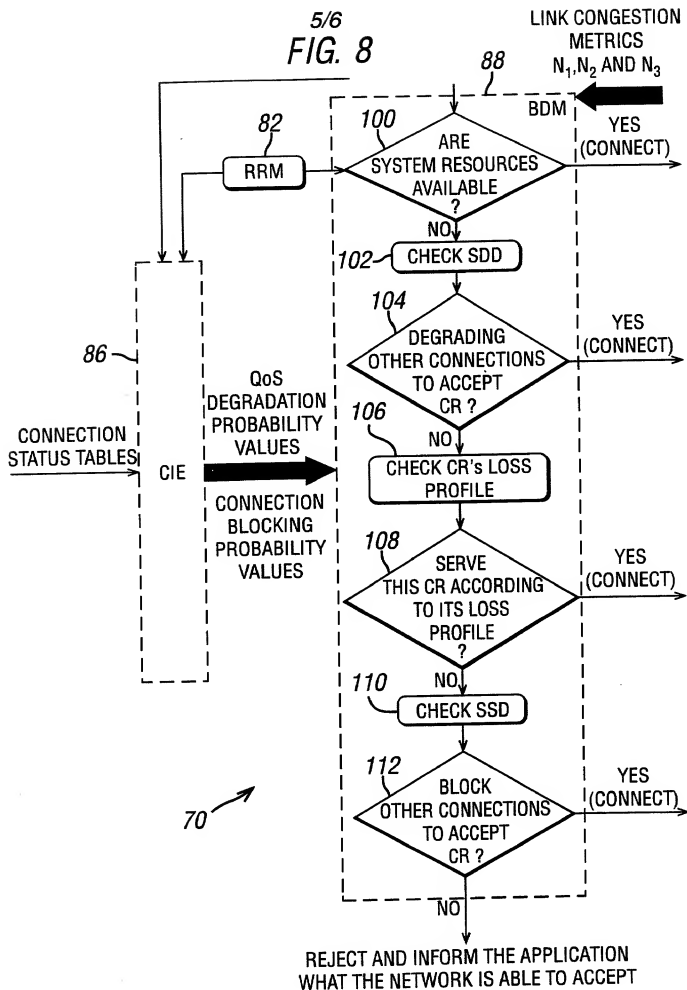 5/6
FIG. 8
LINK CONGESTION
METRICS
N1,N2 AND N3
88
BDM
100
ARE
SYSTEM RESOURCES
AVAILABLE
?
YES
(CONNECT)
82
RRM
NO
102
CHECK SDD
104
DEGRADING
OTHER CONNECTIONS
TO ACCEPT
CR ?
YES
(CONNECT)
86
QoS
DEGRADATION
PROBABILITY
VALUES
NO
106
CHECK CR's LOSS
PROFILE
CONNECTION
STATUS TABLES
CIE
CONNECTION
BLOCKING
PROBABILITY
VALUES
108
SERVE
THIS CR ACCORDING
TO ITS LOSS
PROFILE
?
YES
(CONNECT)
NO
110
CHECK SSD
112
BLOCK
OTHER CONNECTIONS
TO ACCEPT
CR ?
YES
(CONNECT)
70
NO
REJECT AND INFORM THE APPLICATION
WHAT THE NETWORK IS ABLE TO ACCEPT